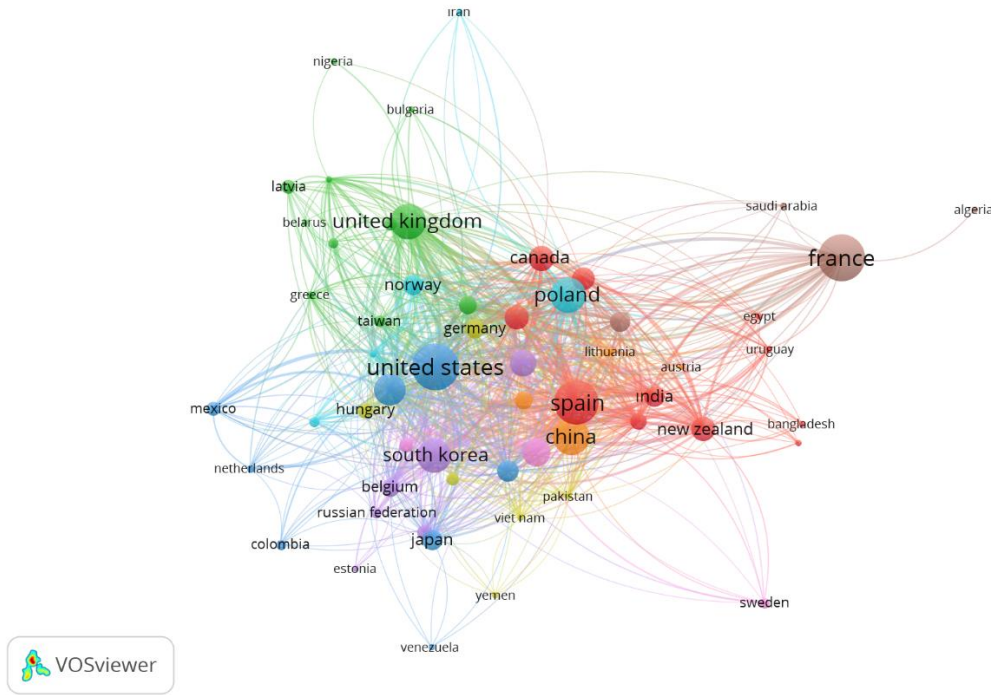 iran
nigeria
bulgaria
latvia
saudi arabia
algeria
belarus
united kingdom
canada
france
norway
poland
greece
egypt
taiwan
germany
lithuania
uruguay
austria
united states
spain
india
mexico
hungary
china
new zealand
bangladesh
south korea
netherlands
belgium
pakistan
russian federation
viet nam
colombia
japan
estonia
yemen
sweden
venezuela
VOSviewer